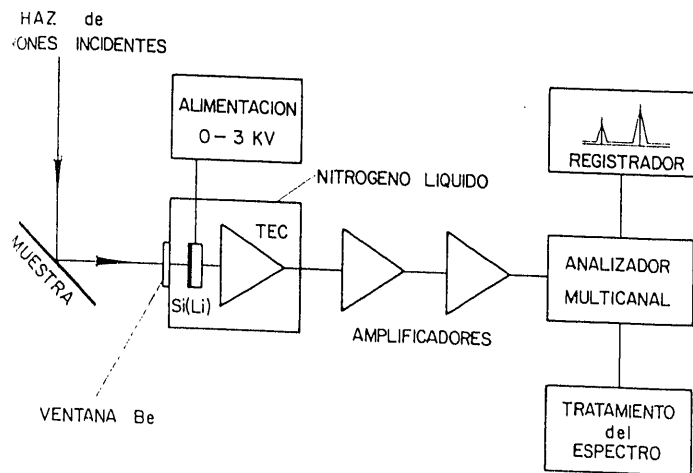 HAZ de
IONES INCIDENTES
ALIMENTACION
0-3 KV
REGISTRADOR
NITROGENO LIQUIDO
TEC
MUESTRA
Si(Li)
ANALIZADOR
MULTICANAL
AMPLIFICADORES
VENTANA Be
TRATAMIENTO
del
ESPECTRO